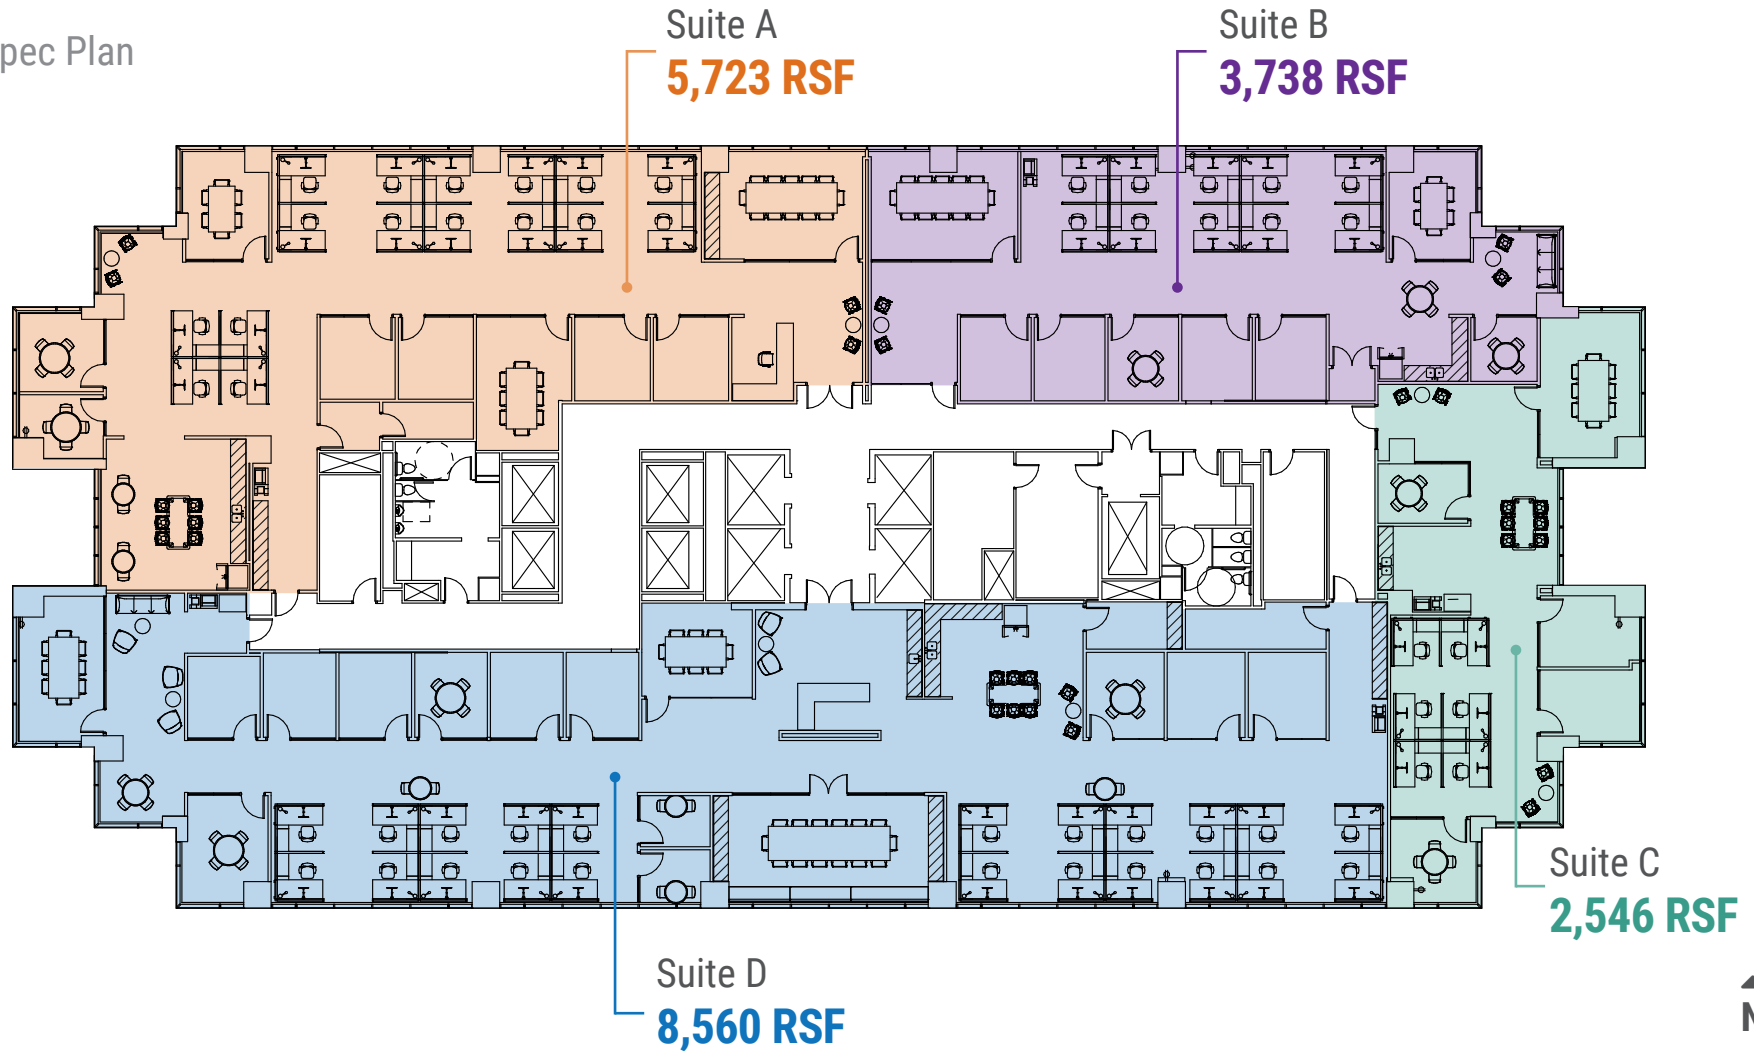 pec Plan
Suite A
5,723 RSF
Suite B
3,738 RSF
Suite C
2,546 RSF
Suite D
8,560 RSF
N